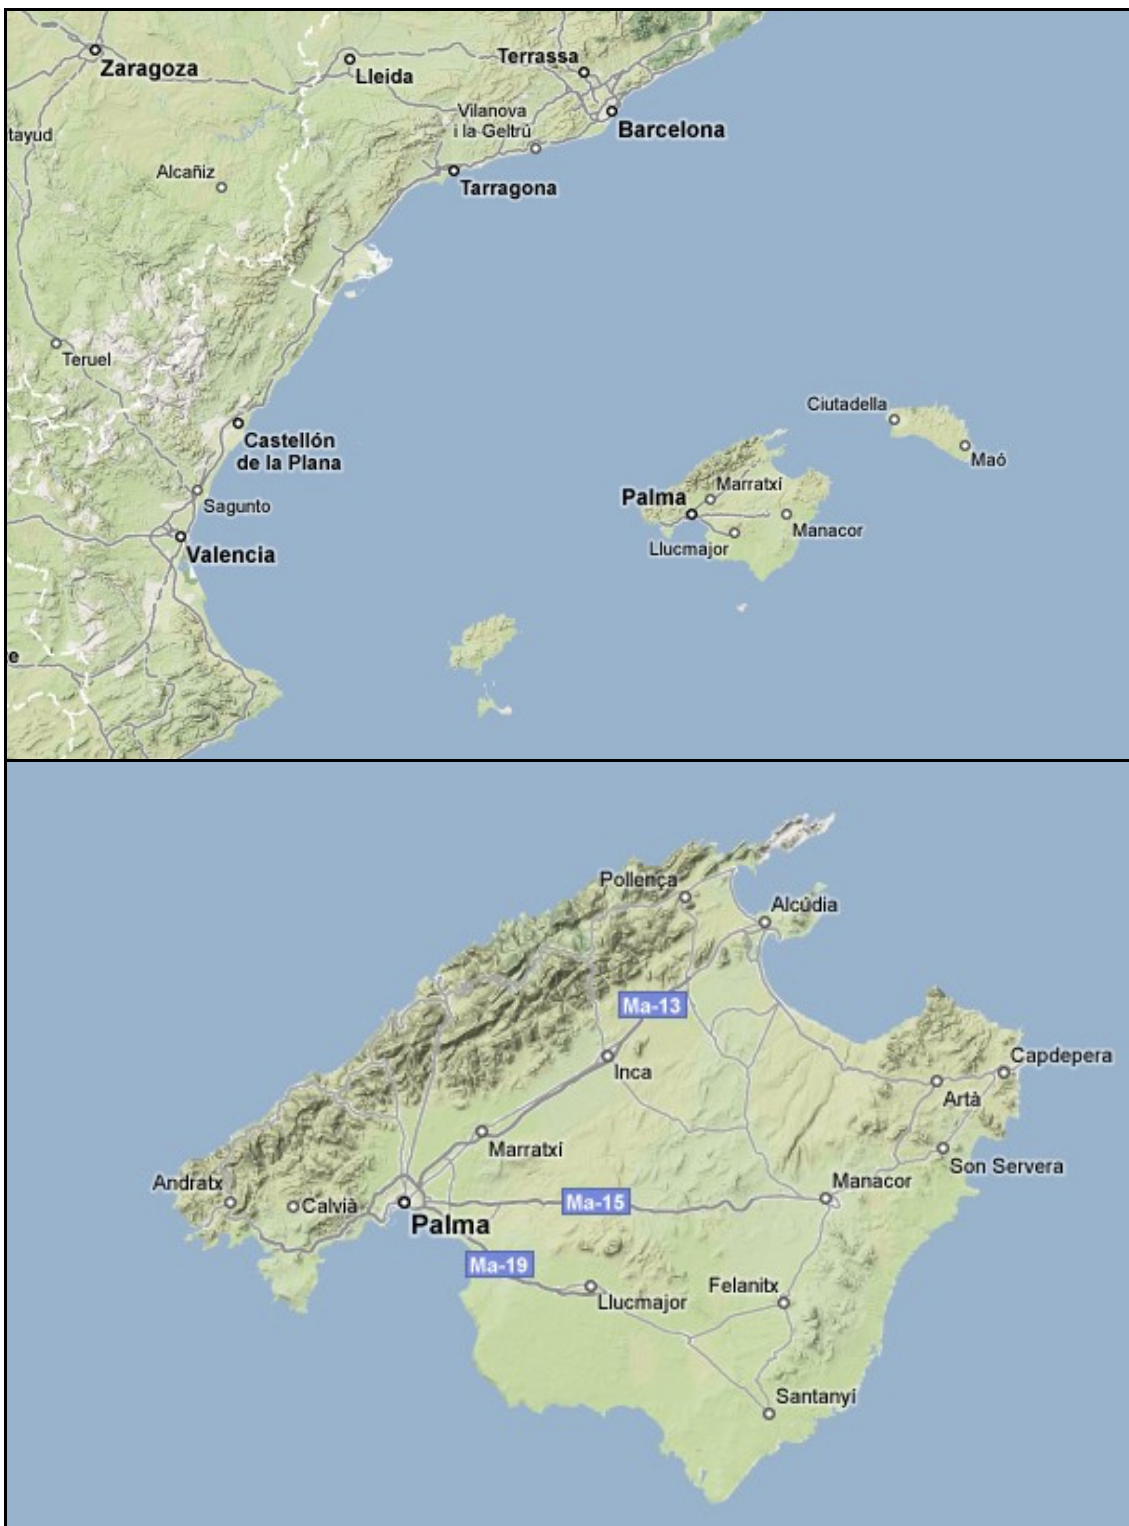 Zaragoza
Lleida
Terrassa
Vilanova
i la Geltrú
Barcelona
tayud
Alcañiz
Tarragona
Teruel
Ciutadella
Castellón
de la Plana
Maó
Marratxí
Palma
Sagunto
Manacor
Llucmajor
Valencia
e
Pollença
Alcúdia
Ma-13
Capdepera
Inca
Artà
Marratxí
Son Servera
Andratx
Manacor
Calvià
Ma-15
Palma
Ma-19
Felanitx
Llucmajor
Santanyí